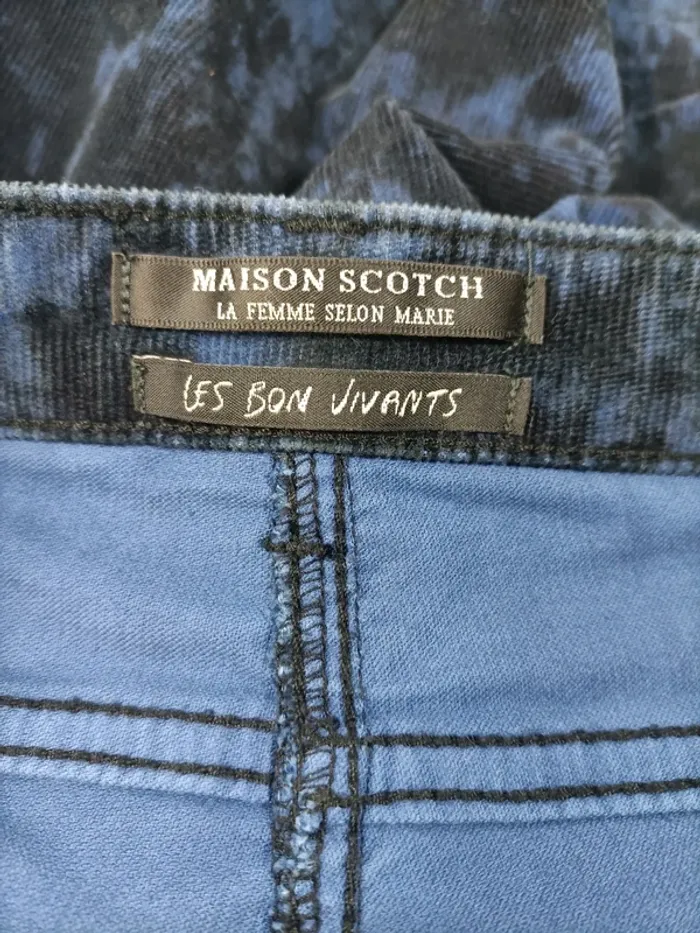 MAISON SCOTCH
LA FEMME SELON MARIE
LES BON VIVANTS